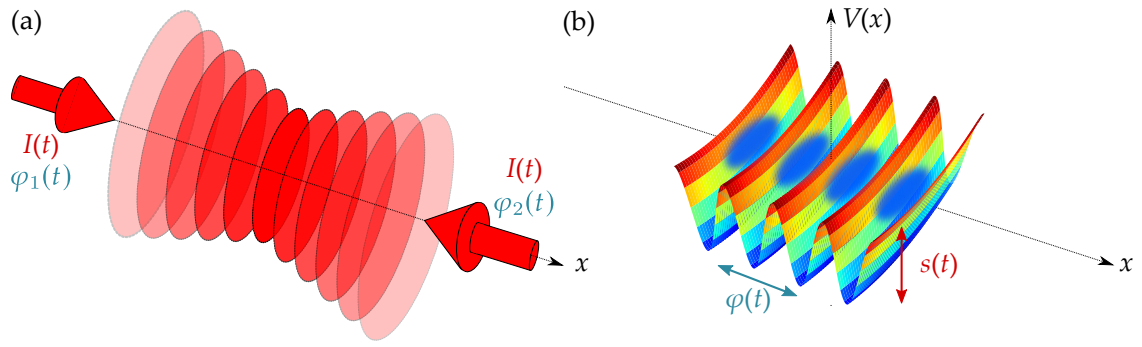 (a)
I(t)
φ₁(t)
I(t)
φ₂(t)
x
(b)
V(x)
s(t)
φ(t)
x